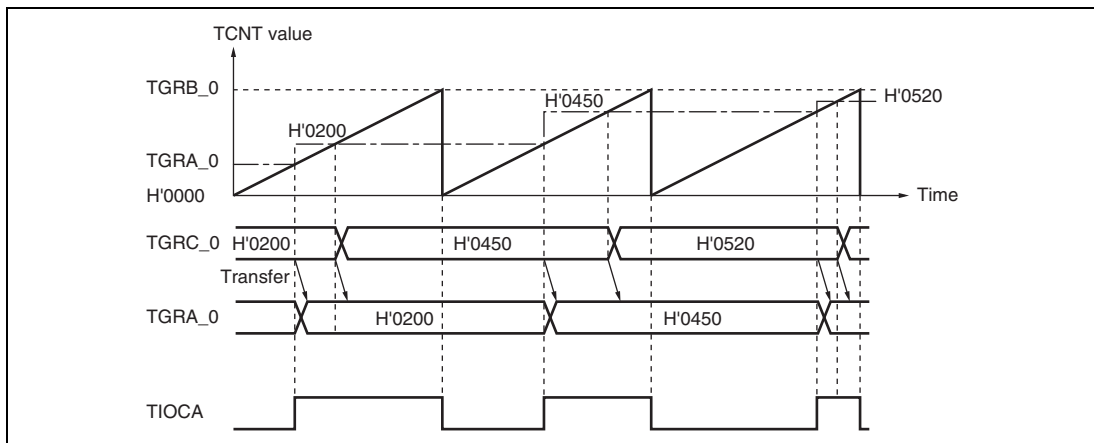 TCNT value
TGRB_0
H'0520
H'0450
H'0200
TGRA_0
H'0000
Time
TGRC_0
H'0200
H'0450
H'0520
Transfer
TGRA_0
H'0200
H'0450
TIOCA